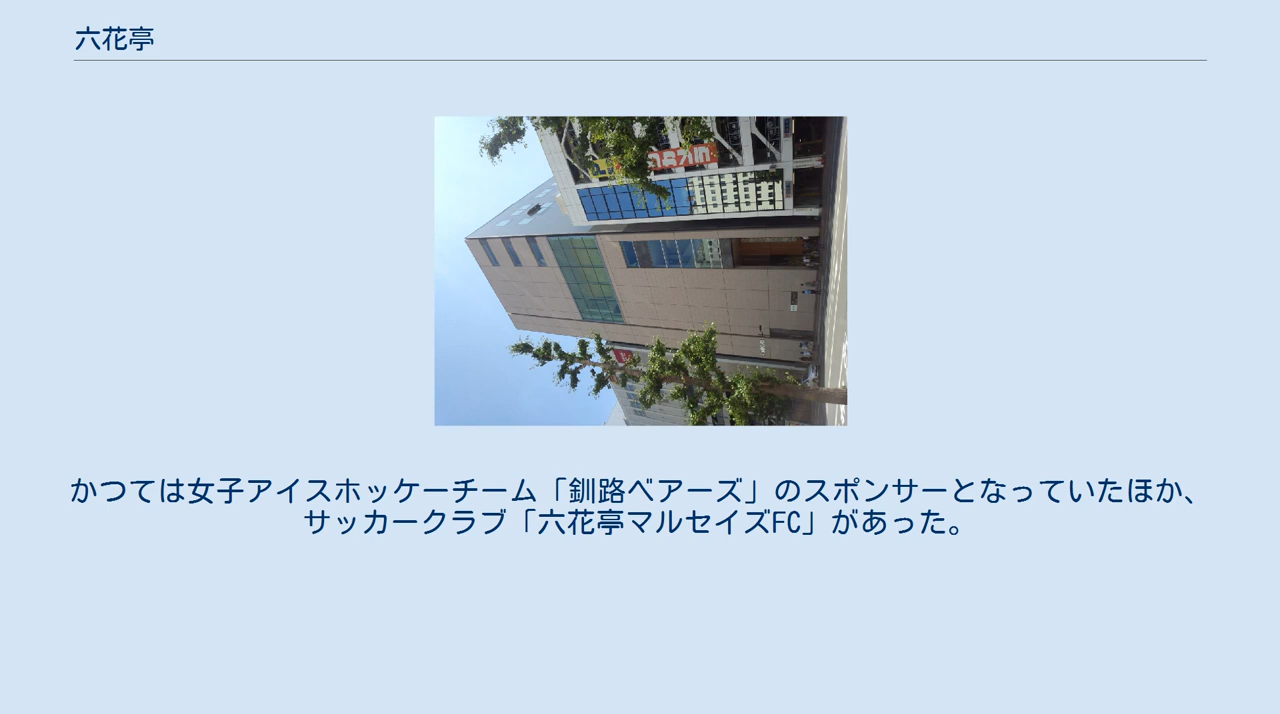 六花亭
かつては女子アイスホッケーチーム「釧路ベアーズ」のスポンサーとなっていたほか、
サッカークラブ「六花亭マルセイズFC」があった。